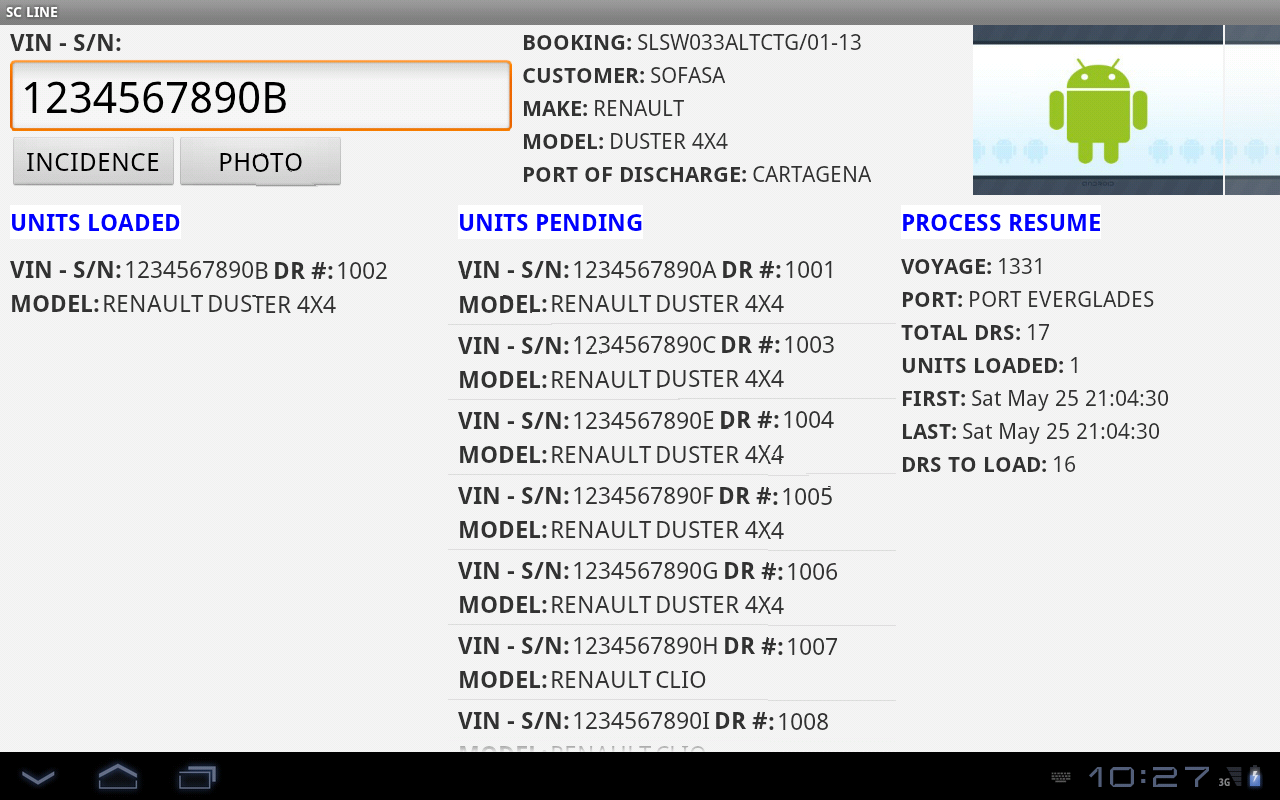 SC LINE
VIN - S/N:
1234567890B
INCIDENCE PHOTO
BOOKING: SLSW033ALTCTG/01-13
CUSTOMER: SOFASA
MAKE: RENAULT
MODEL: DUSTER 4X4
PORT OF DISCHARGE: CARTAGENA
UNITS LOADED
VIN - S/N: 1234567890B DR #: 1002
MODEL: RENAULT DUSTER 4X4
UNITS PENDING
VIN - S/N: 1234567890A DR #: 1001
MODEL: RENAULT DUSTER 4X4
VIN - S/N: 1234567890C DR #: 1003
MODEL: RENAULT DUSTER 4X4
VIN - S/N: 1234567890E DR #: 1004
MODEL: RENAULT DUSTER 4X4
VIN - S/N: 1234567890F DR #: 1005
MODEL: RENAULT DUSTER 4X4
VIN - S/N: 1234567890G DR #: 1006
MODEL: RENAULT DUSTER 4X4
VIN - S/N: 1234567890H DR #: 1007
MODEL: RENAULT CLIO
VIN - S/N: 1234567890I DR #: 1008
MODEL: RENAULT CLIO
PROCESS RESUME
VOYAGE: 1331
PORT: PORT EVERGLADES
TOTAL DRS: 17
UNITS LOADED: 1
FIRST: Sat May 25 21:04:30
LAST: Sat May 25 21:04:30
DRS TO LOAD: 16
10:27
3G